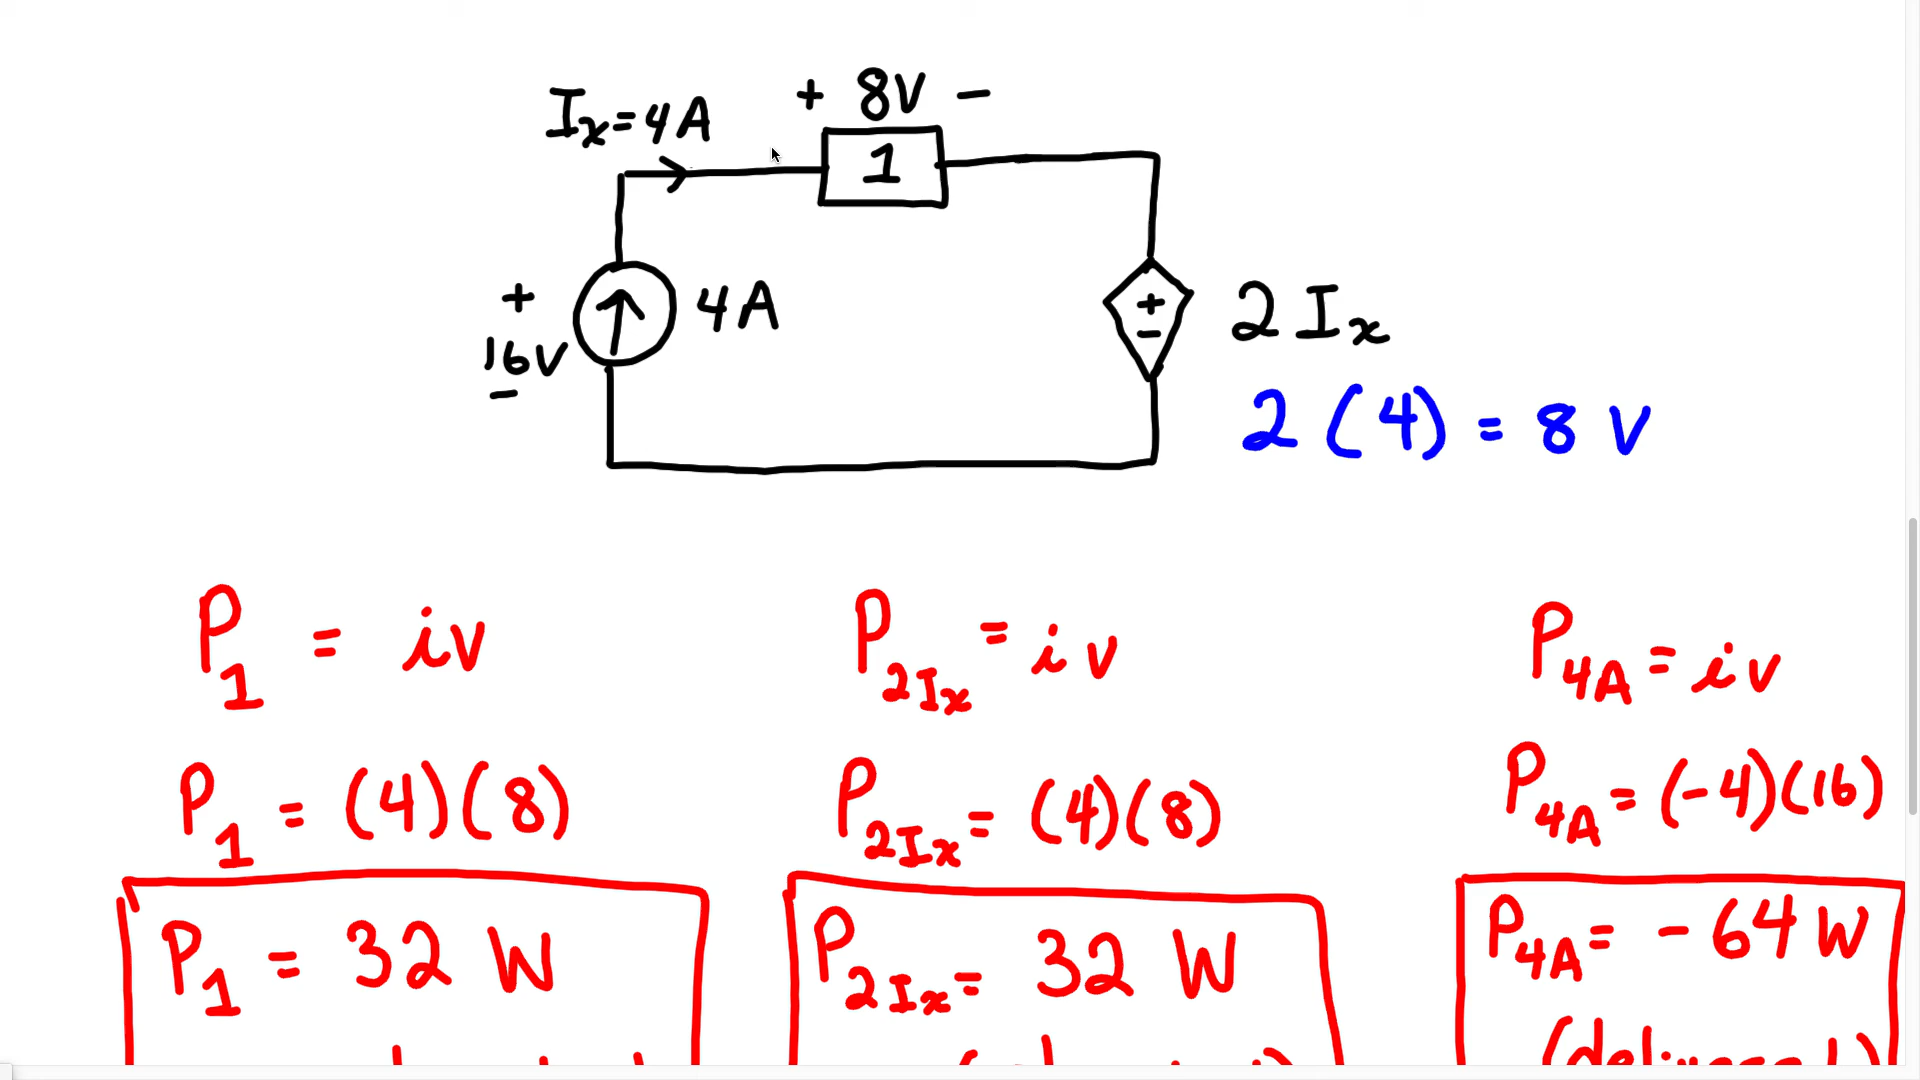 + 8V −
Iₓ=4A
1
+
16V
−
4A
+
−
2Iₓ
2(4) = 8 V
P₁ = iv
P₂Iₓ = iv
P₄A = iv
P₁ = (4)(8)
P₂Iₓ = (4)(8)
P₄A = (-4)(16)
P₁ = 32 W
P₂Iₓ = 32 W
P₄A = -64 W